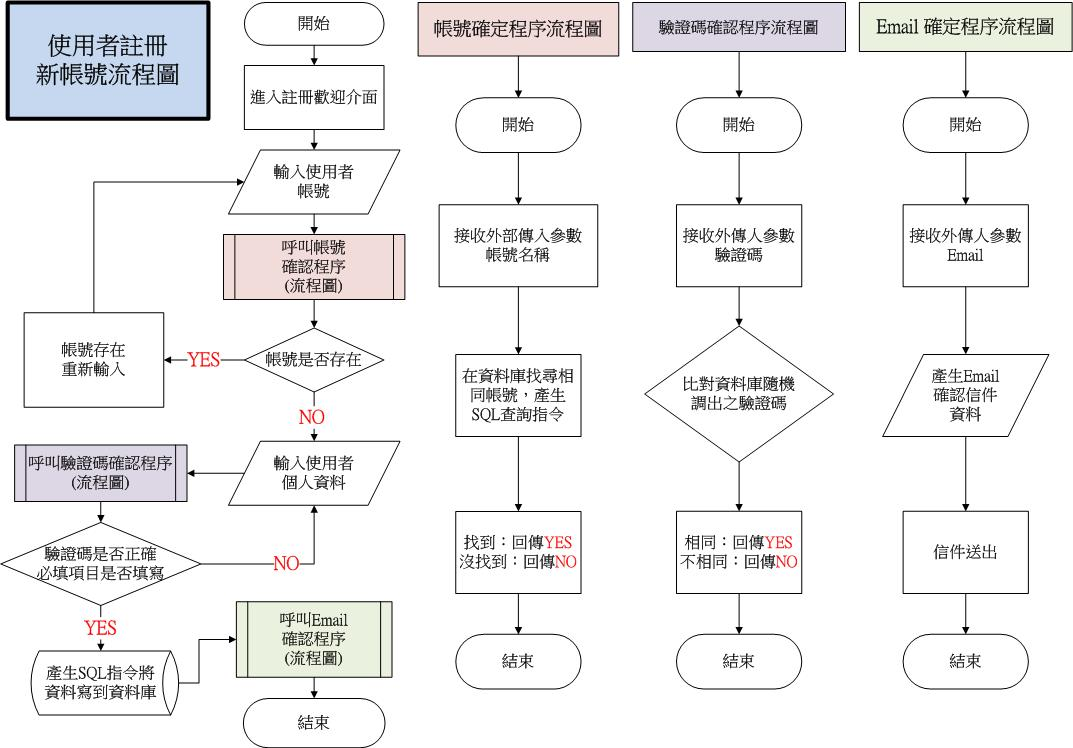 使用者註冊
新帳號流程圖
開始
進入註冊歡迎介面
輸入使用者
帳號
呼叫帳號
確認程序
(流程圖)
帳號是否存在
YES
帳號存在
重新輸入
NO
輸入使用者
個人資料
呼叫驗證碼確認程序
(流程圖)
驗證碼是否正確
必填項目是否填寫
NO
YES
產生SQL指令將
資料寫到資料庫
呼叫Email
確認程序
(流程圖)
結束
帳號確定程序流程圖
開始
接收外部傳入參數
帳號名稱
在資料庫找尋相
同帳號，產生
SQL查詢指令
找到：回傳YES
沒找到：回傳NO
結束
驗證碼確認程序流程圖
開始
接收外傳人參數
驗證碼
比對資料庫隨機
調出之驗證碼
相同：回傳YES
不相同：回傳NO
結束
Email 確定程序流程圖
開始
接收外傳人參數
Email
產生Email
確認信件
資料
信件送出
結束